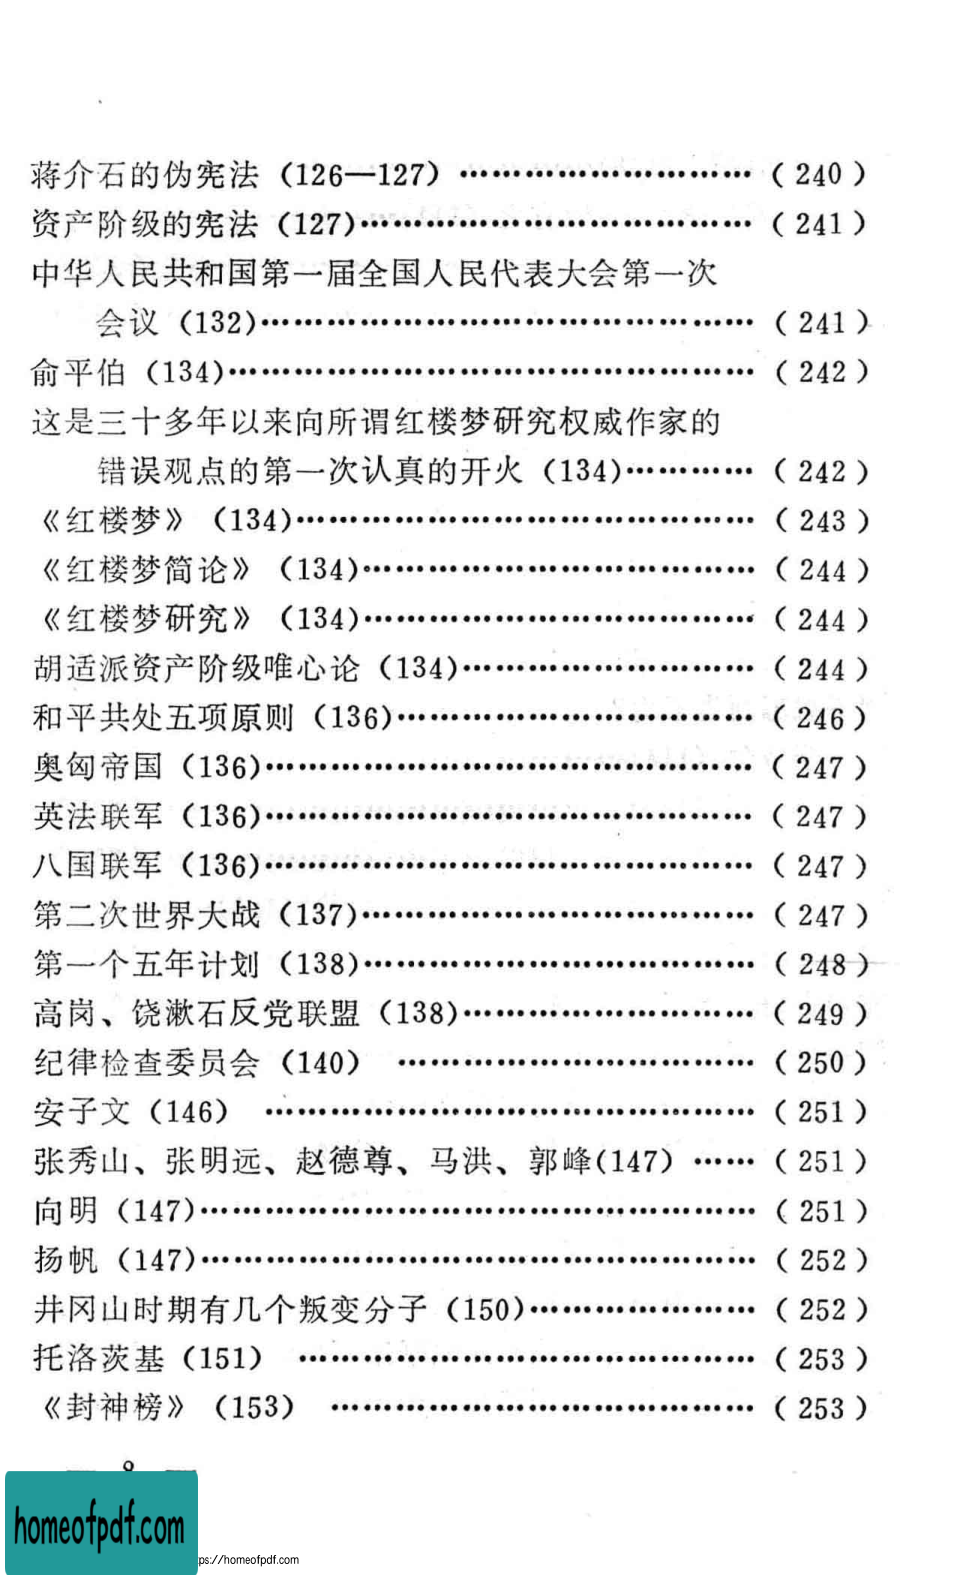 蒋介石的伪宪法（126—127） ………………………（240）
资产阶级的宪法（127）………………………………（241）
中华人民共和国第一届全国人民代表大会第一次
会议（132）………………………………………（241）
俞平伯（134）…………………………………………（242）
这是三十多年以来向所谓红楼梦研究权威作家的
错误观点的第一次认真的开火（134）…………（242）
《红楼梦》（134）……………………………………（243）
《红楼梦简论》（134）………………………………（244）
《红楼梦研究》（134）………………………………（244）
胡适派资产阶级唯心论（134）………………………（244）
和平共处五项原则（136）……………………………（246）
奥匈帝国（136）………………………………………（247）
英法联军（136）………………………………………（247）
八国联军（136）………………………………………（247）
第二次世界大战（137）………………………………（247）
第一个五年计划（138）………………………………（248）
高岗、饶漱石反党联盟（138）………………………（249）
纪律检查委员会（140） ……………………………（250）
安子文（146） ………………………………………（251）
张秀山、张明远、赵德尊、马洪、郭峰(147） ……（251）
向明（147）……………………………………………（251）
扬帆（147）……………………………………………（252）
井冈山时期有几个叛变分子（150）…………………（252）
托洛茨基（151） ……………………………………（253）
《封神榜》（153） …………………………………（253）
homeofpdf.com
ps://homeofpdf.com